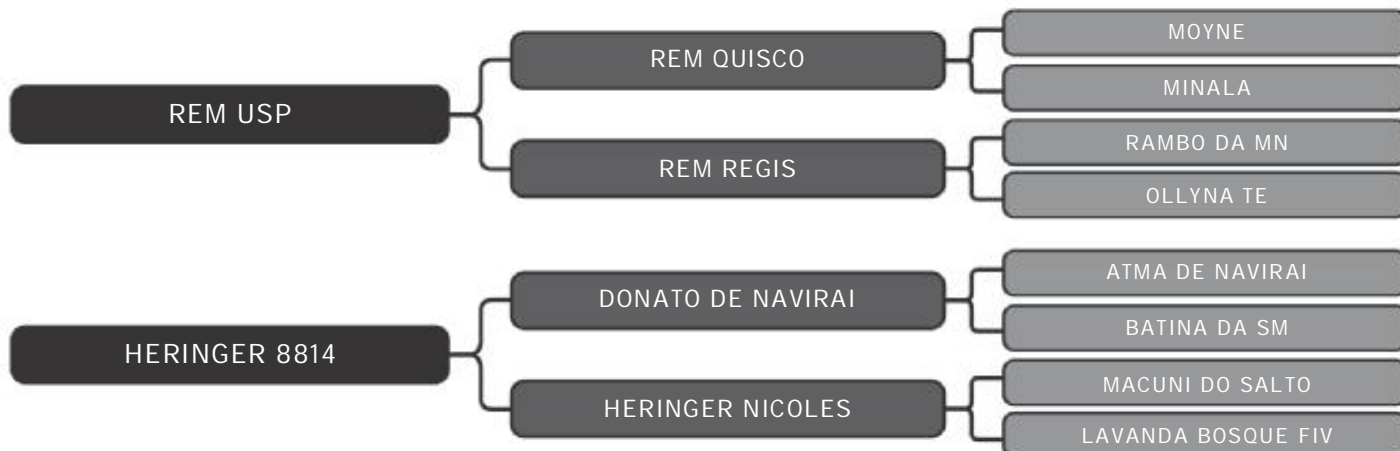 REM USP
REM QUISCO
MOYNE
MINALA
REM REGIS
RAMBO DA MN
OLLYNA TE
HERINGER 8814
DONATO DE NAVIRAI
ATMA DE NAVIRAI
BATINA DA SM
HERINGER NICOLES
MACUNI DO SALTO
LAVANDA BOSQUE FIV